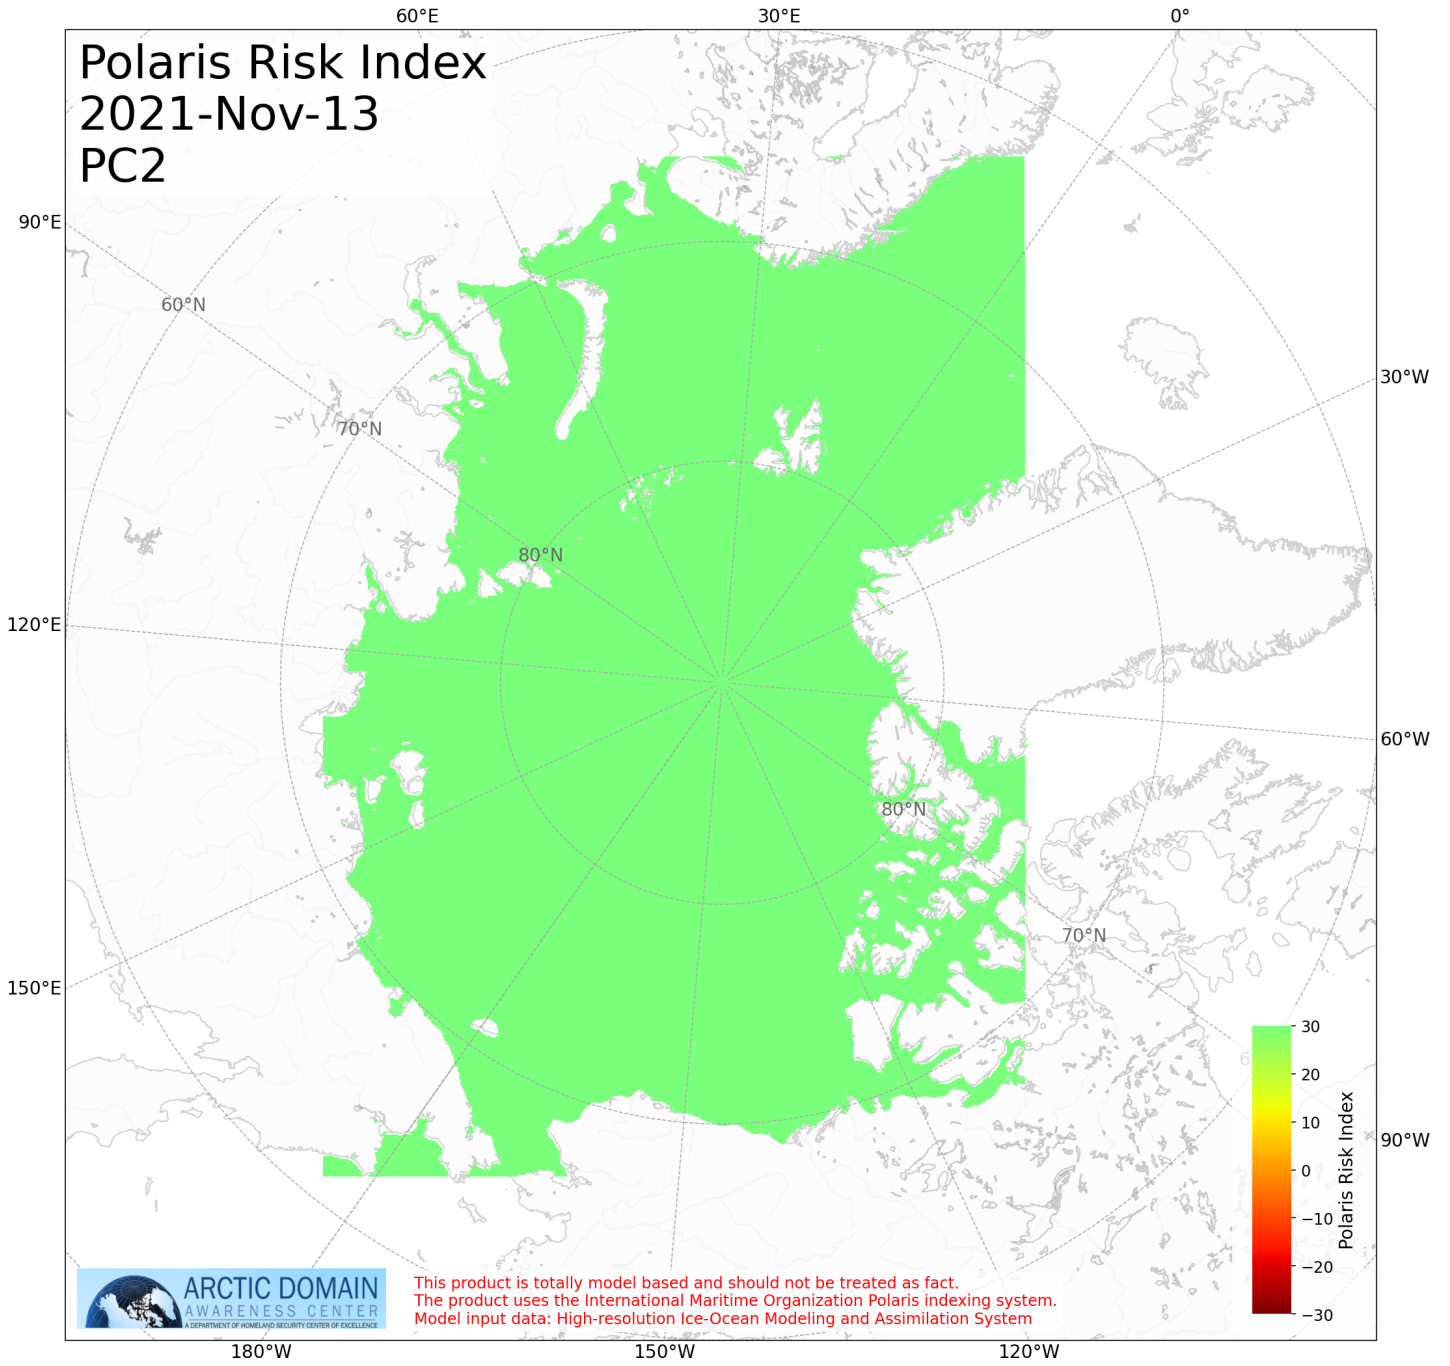 60°E 30°E 0°
Polaris Risk Index
2021-Nov-13
PC2
90°E
60°N
30°W
70°N
80°N
120°E
60°W
80°N
70°N
150°E
30
20
10
0
−10
−20
−30
Polaris Risk Index
90°W
ARCTIC DOMAIN
AWARENESS CENTER
A DEPARTMENT OF HOMELAND SECURITY CENTER OF EXCELLENCE
This product is totally model based and should not be treated as fact.
The product uses the International Maritime Organization Polaris indexing system.
Model input data: High-resolution Ice-Ocean Modeling and Assimilation System
180°W 150°W 120°W